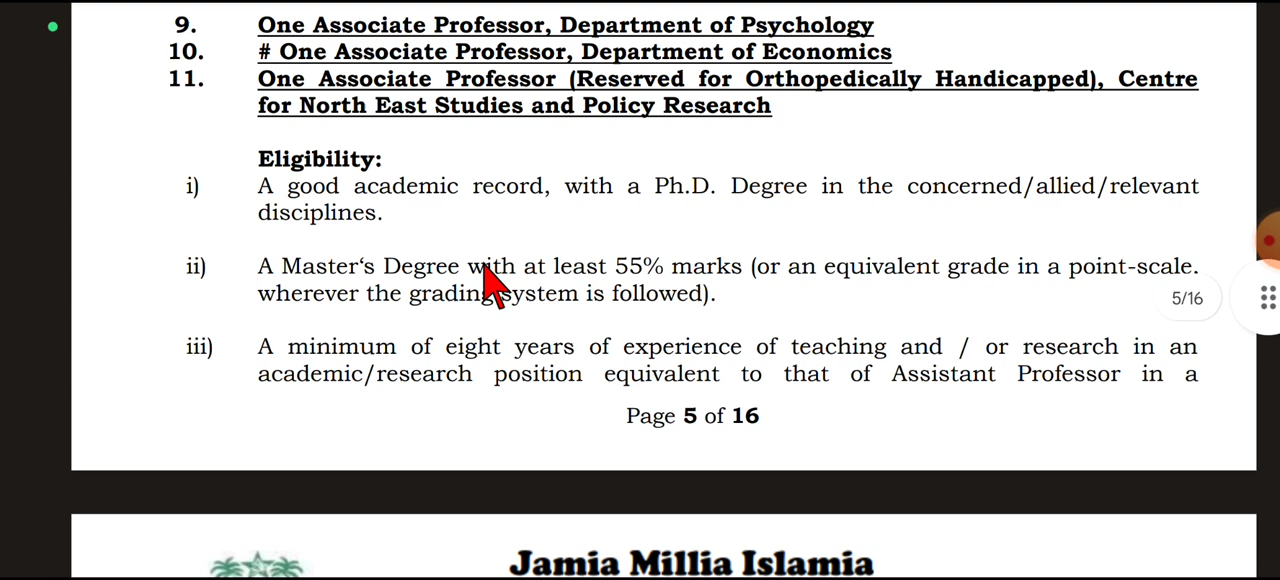 9. One Associate Professor, Department of Psychology
10. # One Associate Professor, Department of Economics
11. One Associate Professor (Reserved for Orthopedically Handicapped), Centre
for North East Studies and Policy Research
Eligibility:
i) A good academic record, with a Ph.D. Degree in the concerned/allied/relevant
disciplines.
ii) A Master‘s Degree with at least 55% marks (or an equivalent grade in a point-scale.
wherever the grading system is followed).
5/16
iii) A minimum of eight years of experience of teaching and / or research in an
academic/research position equivalent to that of Assistant Professor in a
Page 5 of 16
Jamia Millia Islamia